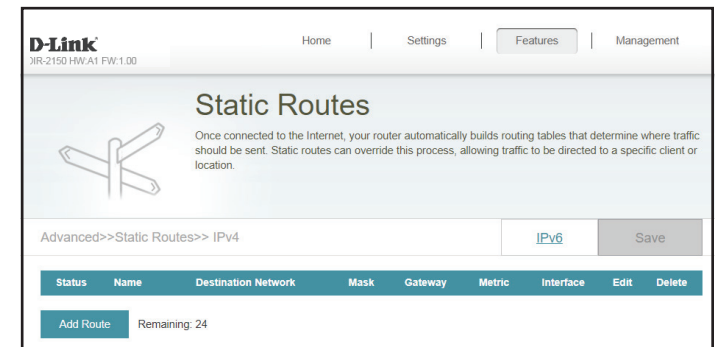 D-Link
DIR-2150 HW:A1 FW:1.00
Home | Settings | Features | Management
Static Routes
Once connected to the Internet, your router automatically builds routing tables that determine where traffic
should be sent. Static routes can override this process, allowing traffic to be directed to a specific client or
location.
Advanced>>Static Routes>> IPv4 IPv6 Save
Status Name Destination Network Mask Gateway Metric Interface Edit Delete
Add Route Remaining: 24